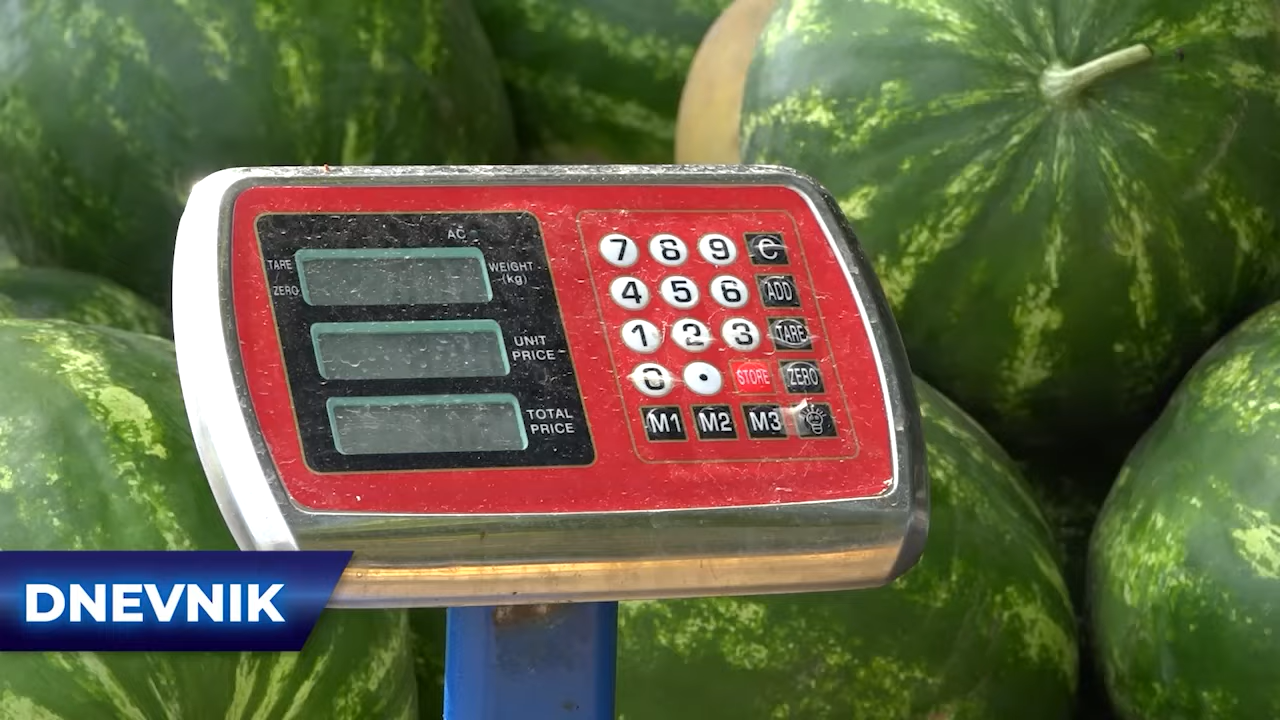 AC
TARE
ZERO
WEIGHT
(kg)
UNIT
PRICE
TOTAL
PRICE
7 8 9 C
4 5 6 ADD
1 2 3 TARE
0 . STORE ZERO
M1 M2 M3
DNEVNIK